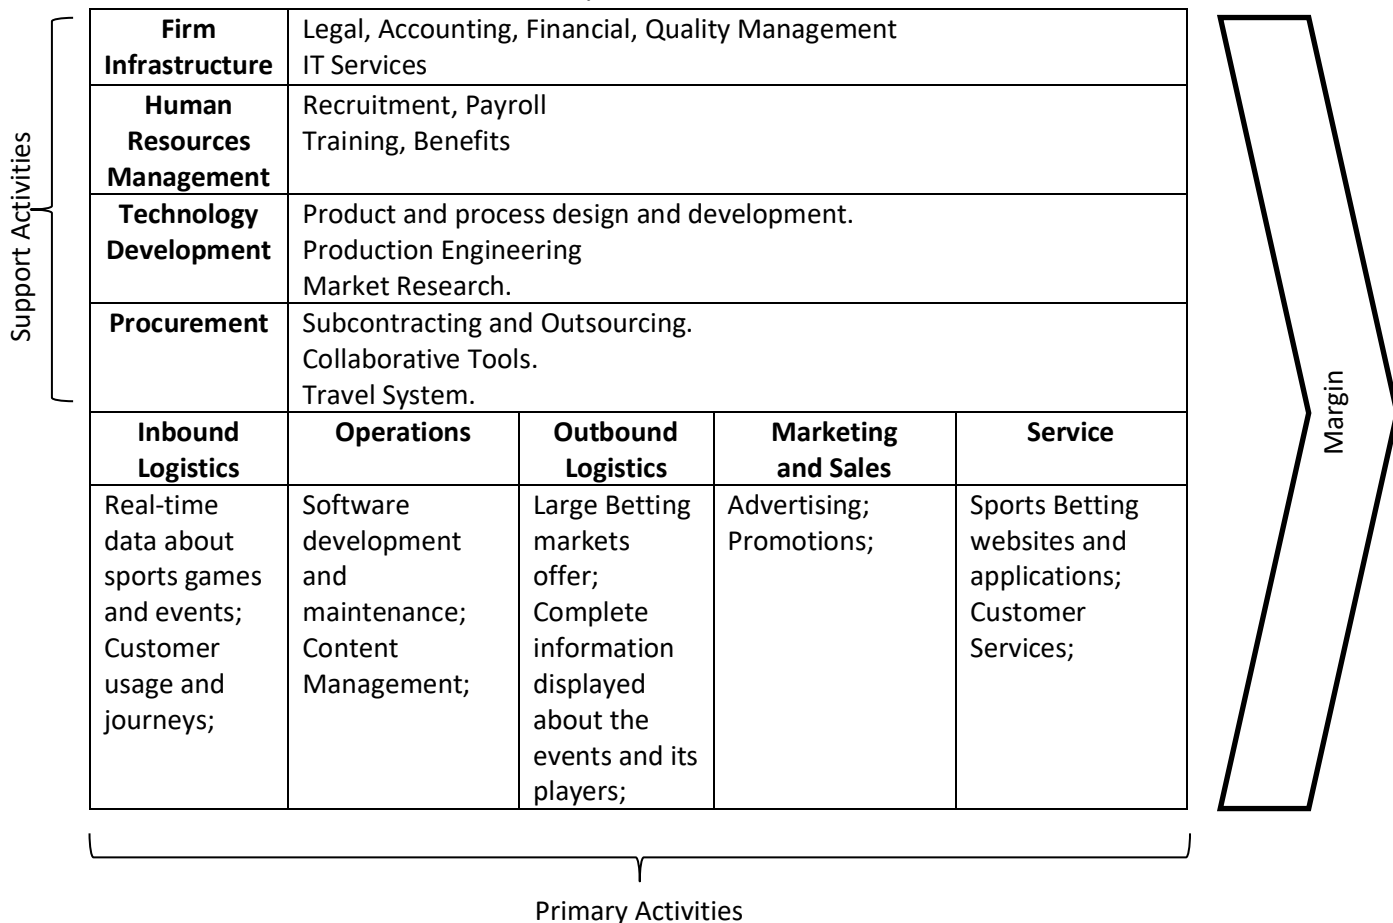 Support Activities
Firm
Infrastructure
Legal, Accounting, Financial, Quality Management
IT Services
Human
Resources
Management
Recruitment, Payroll
Training, Benefits
Technology
Development
Product and process design and development.
Production Engineering
Market Research.
Procurement
Subcontracting and Outsourcing.
Collaborative Tools.
Travel System.
Inbound
Logistics
Operations
Outbound
Logistics
Marketing
and Sales
Service
Real-time
data about
sports games
and events;
Customer
usage and
journeys;
Software
development
and
maintenance;
Content
Management;
Large Betting
markets
offer;
Complete
information
displayed
about the
events and its
players;
Advertising;
Promotions;
Sports Betting
websites and
applications;
Customer
Services;
Margin
Primary Activities